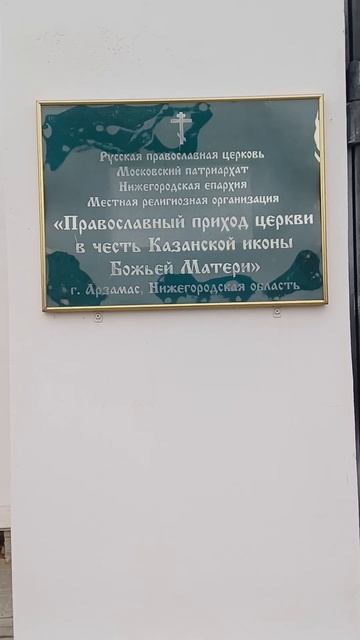 Русская православная церковь
Московский патриархат
Нижегородская епархия
Местная религиозная организация
«Православный приход церкви
в честь Казанской иконы
Божьей Матери»
г. Арзамас, Нижегородская область